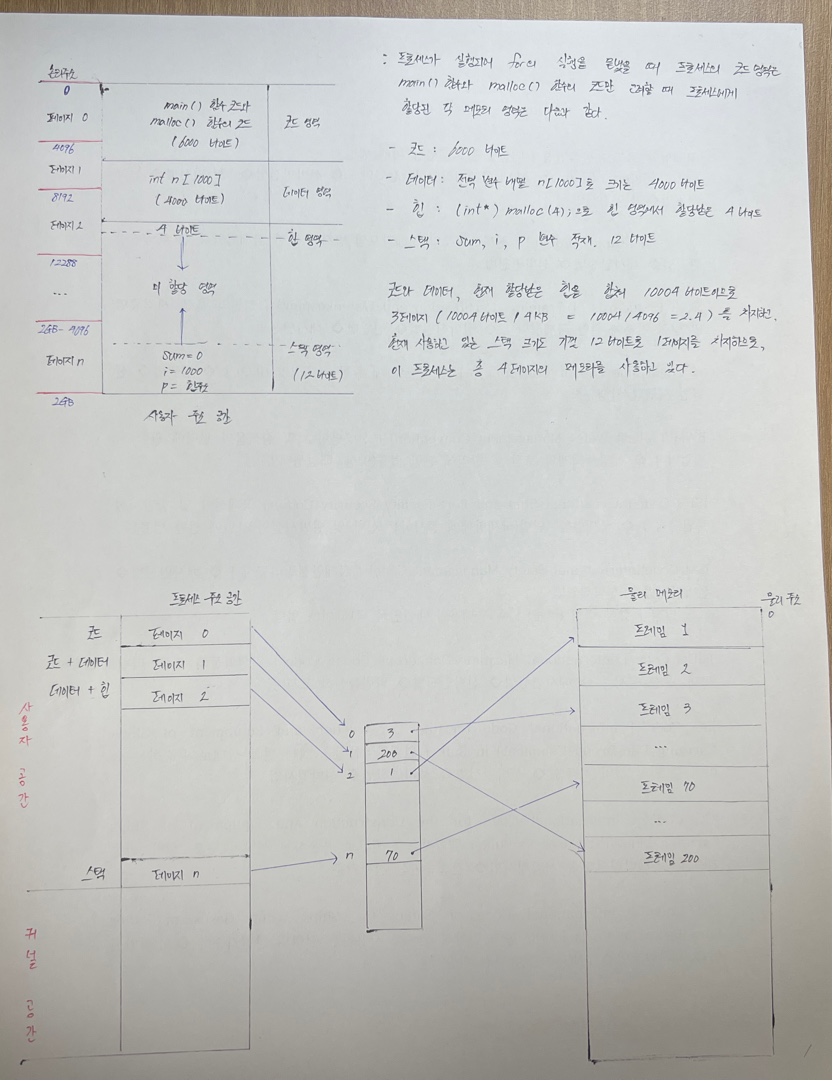 논리주소
0
페이지 0
4096
페이지 1
8192
페이지 2
12288
...
2GB-4096
페이지 n
2GB
main() 함수 코드와
malloc() 함수의 코드
(6000 바이트)
코드 영역
int n[1000]
(4000 바이트)
데이터 영역
4 바이트
힙 영역
미 할당 영역
sum=0
i = 1000
p = 힙주소
스택 영역
(12 바이트)
사용자 주소 공간
: 프로세스가 실행되어 for의 실행을 끝냈을 때 프로세스의 코드 영역은
main() 함수와 malloc() 함수의 코드만 고려할 때 프로세스에게
할당된 각 메모리 영역은 다음과 같다.
- 코드 : 6000 바이트
- 데이터 : 전역 변수 배열 n[1000]로 크기는 4000 바이트
- 힙 : (int*) malloc(4);으로 힙 영역에서 할당받은 4 바이트
- 스택 : sum, i, p 변수 적재. 12 바이트
코드와 데이터, 현재 할당받은 힙을 합쳐 10004 바이트이므로
3페이지 (10004 바이트 / 4KB = 10004/4096 = 2.4) 를 차지하고,
현재 사용하고 있는 스택 크기도 겨우 12 바이트로 1페이지를 차지하므로,
이 프로세스는 총 4 페이지의 메모리를 사용하고 있다.
프로세스 주소 공간
코드 페이지 0
코드 + 데이터 페이지 1
데이터 + 힙 페이지 2
사용자 공간
스택 페이지 n
커널 공간
0 3
1 200
2 1
n 70
물리 메모리
물리 주소
0
프레임 1
프레임 2
프레임 3
...
프레임 70
...
프레임 200